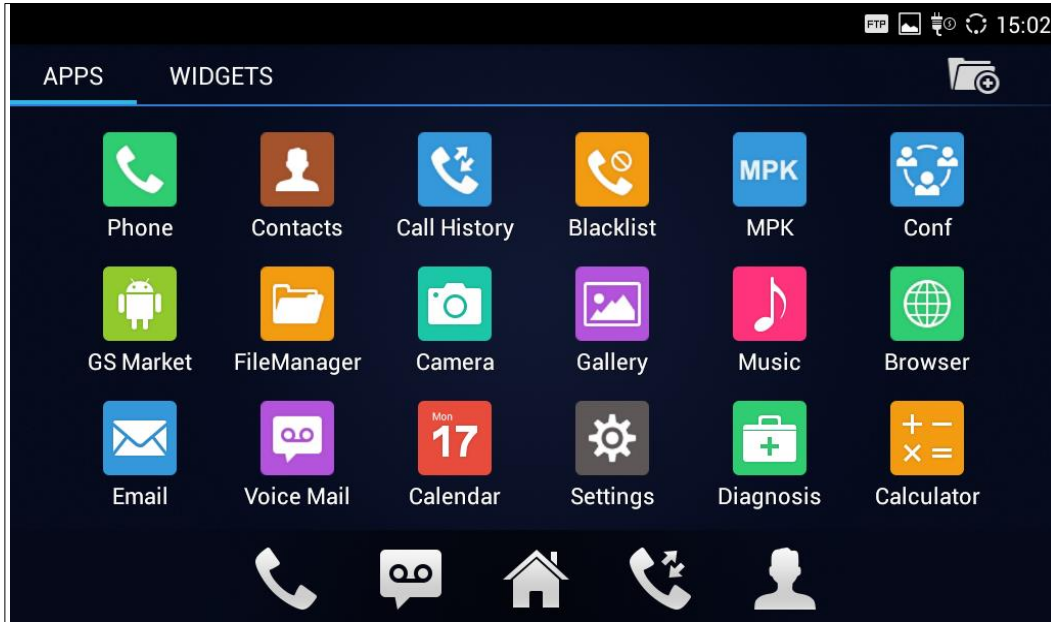 FTP 15:02
APPS WIDGETS
MPK
Phone Contacts Call History Blacklist MPK Conf
GS Market FileManager Camera Gallery Music Browser
Mon
17
Email Voice Mail Calendar Settings Diagnosis Calculator